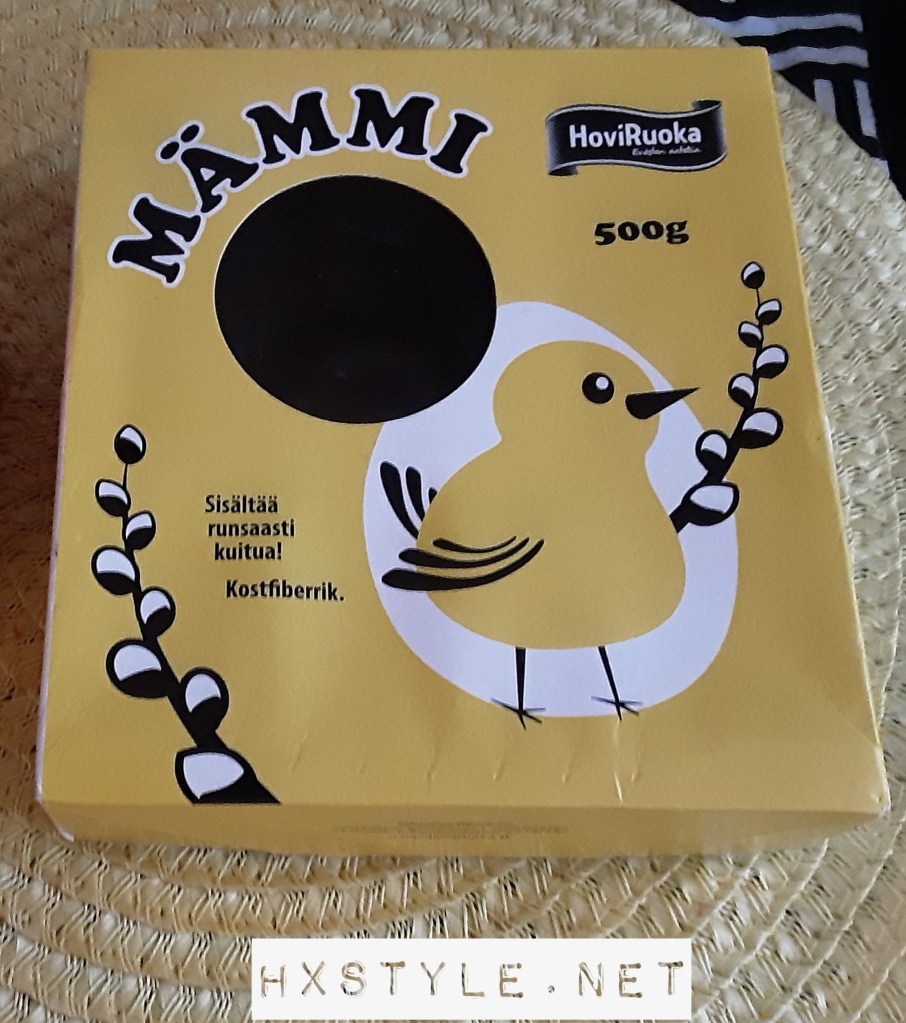 MÄMMI
HoviRuoka
500g
Sisältää
runsaasti
kuitua!
Kostfiberrik.
HXSTYLE.NET